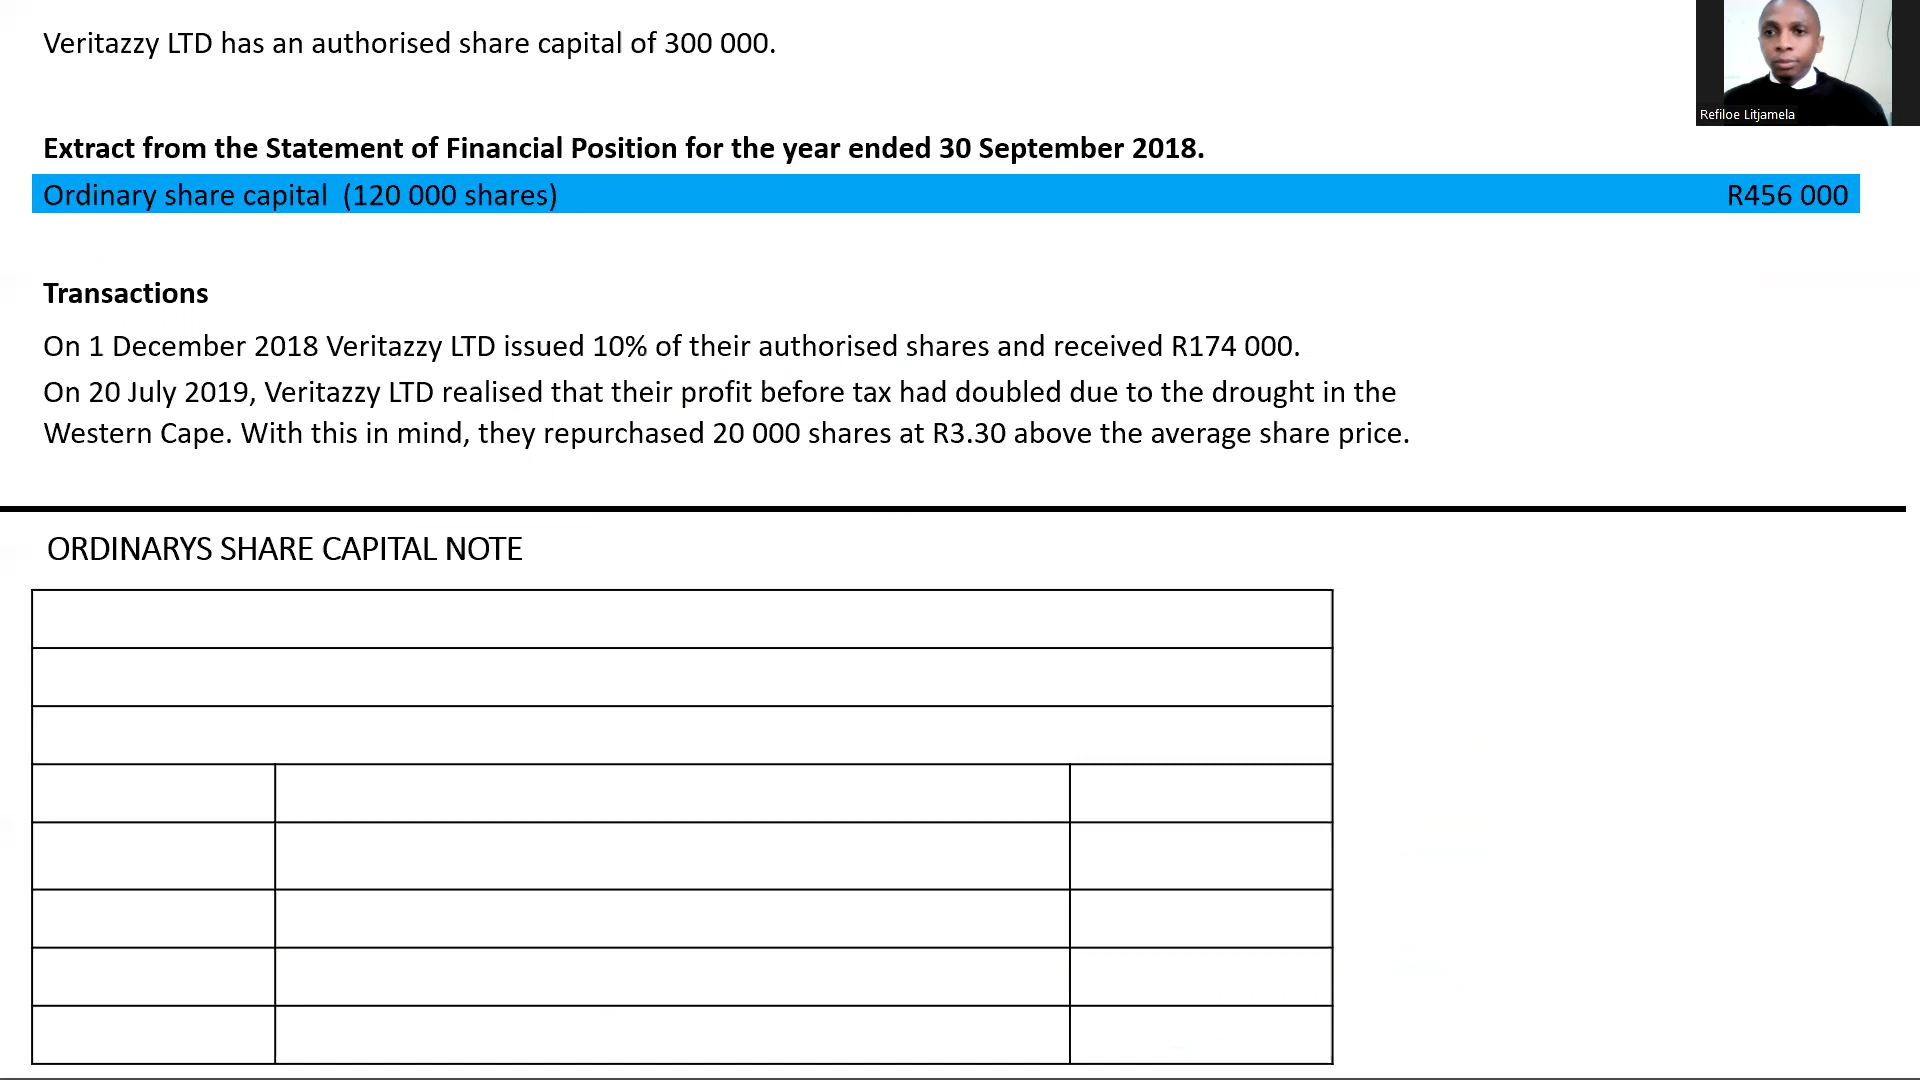 Veritazzy LTD has an authorised share capital of 300 000.
Refiloe Litjamela
Extract from the Statement of Financial Position for the year ended 30 September 2018.
Ordinary share capital (120 000 shares) R456 000
Transactions
On 1 December 2018 Veritazzy LTD issued 10% of their authorised shares and received R174 000.
On 20 July 2019, Veritazzy LTD realised that their profit before tax had doubled due to the drought in the
Western Cape. With this in mind, they repurchased 20 000 shares at R3.30 above the average share price.
ORDINARYS SHARE CAPITAL NOTE